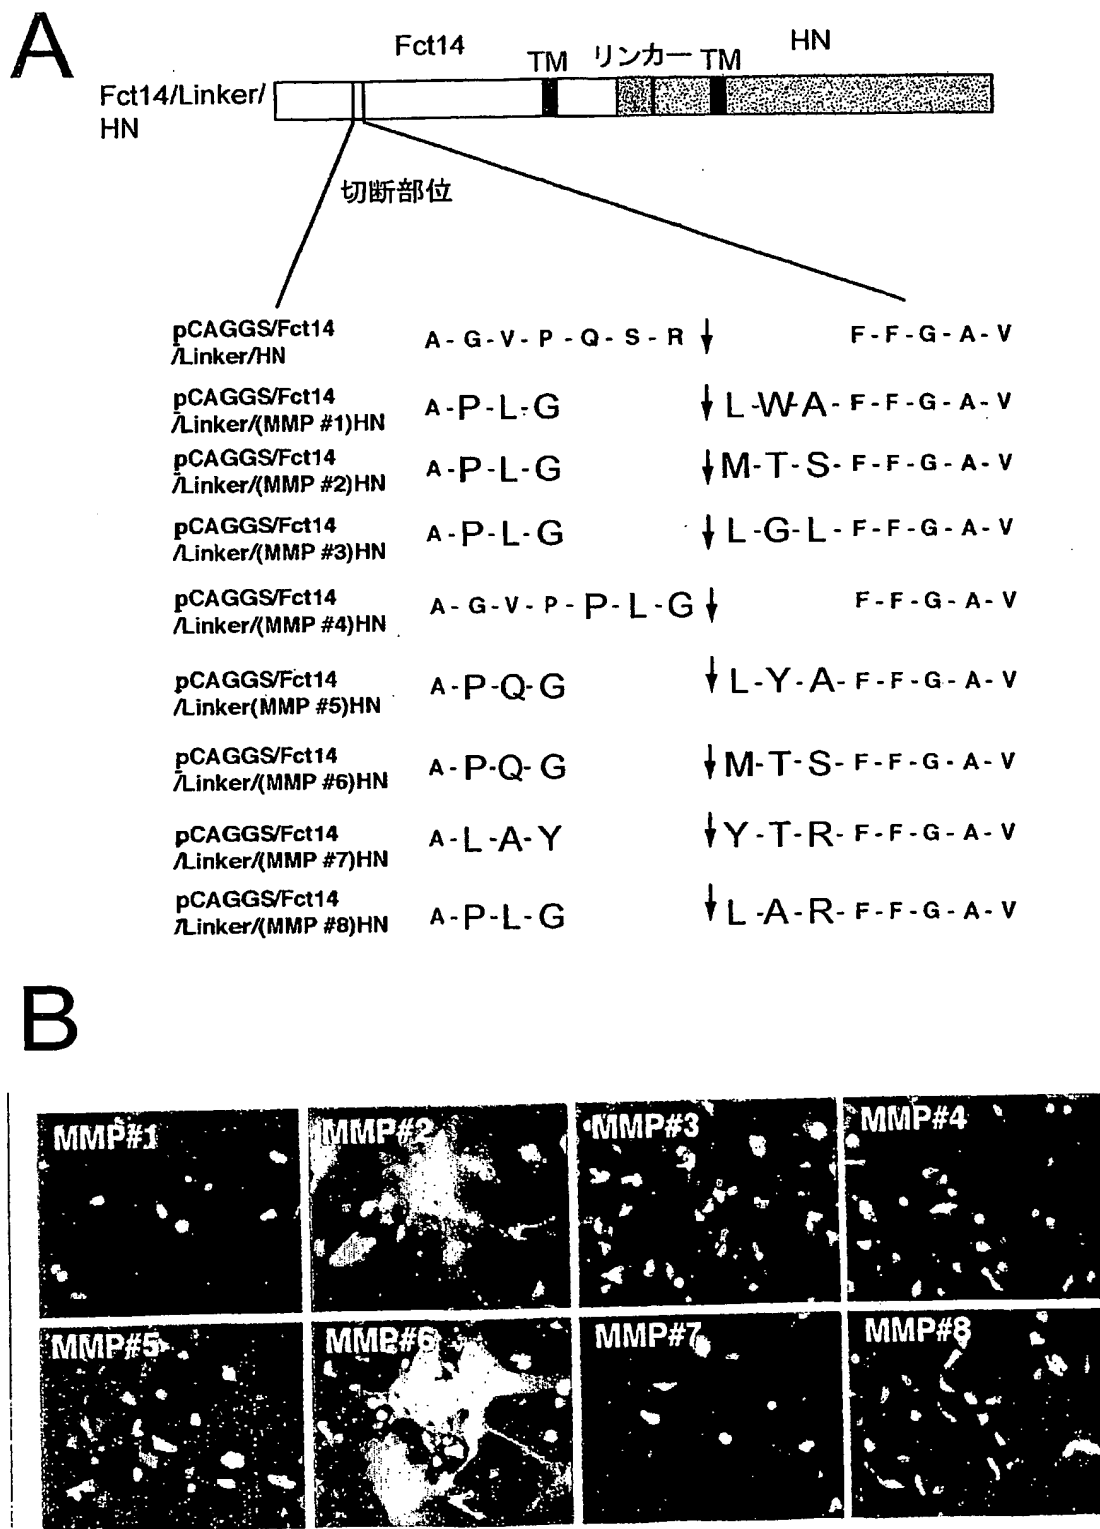 A
Fct14
TM
リンカー
TM
HN
Fct14/Linker/
HN
切断部位
pCAGGS/Fct14
/Linker/HN
A - G - V - P - Q - S - R ↓ F - F - G - A - V
pCAGGS/Fct14
/Linker/(MMP #1)HN
A - P - L - G ↓ L - W - A - F - F - G - A - V
pCAGGS/Fct14
/Linker/(MMP #2)HN
A - P - L - G ↓ M - T - S - F - F - G - A - V
pCAGGS/Fct14
/Linker/(MMP #3)HN
A - P - L - G ↓ L - G - L - F - F - G - A - V
pCAGGS/Fct14
/Linker/(MMP #4)HN
A - G - V - P - P - L - G ↓ F - F - G - A - V
pCAGGS/Fct14
/Linker(MMP #5)HN
A - P - Q - G ↓ L - Y - A - F - F - G - A - V
pCAGGS/Fct14
/Linker/(MMP #6)HN
A - P - Q - G ↓ M - T - S - F - F - G - A - V
pCAGGS/Fct14
/Linker/(MMP #7)HN
A - L - A - Y ↓ Y - T - R - F - F - G - A - V
pCAGGS/Fct14
/Linker/(MMP #8)HN
A - P - L - G ↓ L - A - R - F - F - G - A - V
B
MMP#1
MMP#2
MMP#3
MMP#4
MMP#5
MMP#6
MMP#7
MMP#8